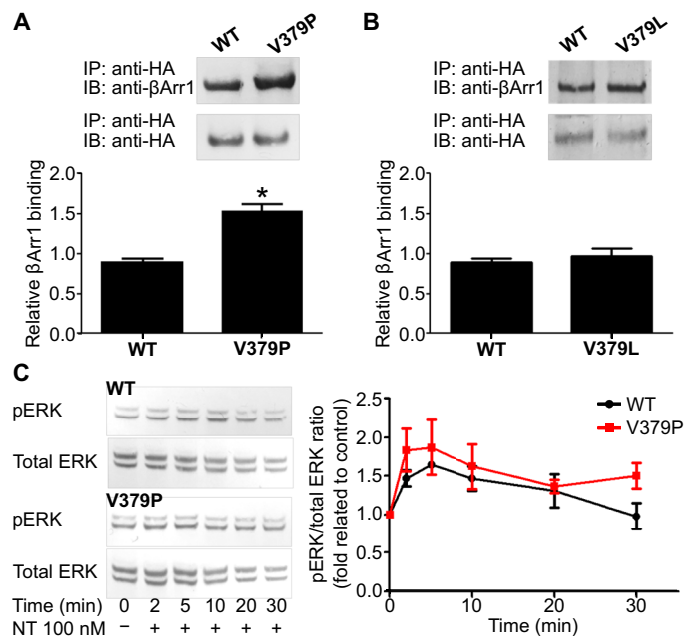 A
WT V379P
IP: anti-HA
IB: anti-βArr1
IP: anti-HA
IB: anti-HA
Relative βArr1 binding
2.0
1.5
1.0
0.5
0.0
WT V379P
*
B
WT V379L
IP: anti-HA
IB: anti-βArr1
IP: anti-HA
IB: anti-HA
Relative βArr1 binding
2.0
1.5
1.0
0.5
0.0
WT V379L
C
WT
pERK
Total ERK
V379P
pERK
Total ERK
Time (min) 0 2 5 10 20 30
NT 100 nM − + + + + +
pERK/total ERK ratio
(fold related to control)
2.5
2.0
1.5
1.0
0.5
0.0
0 10 20 30
Time (min)
WT
V379P